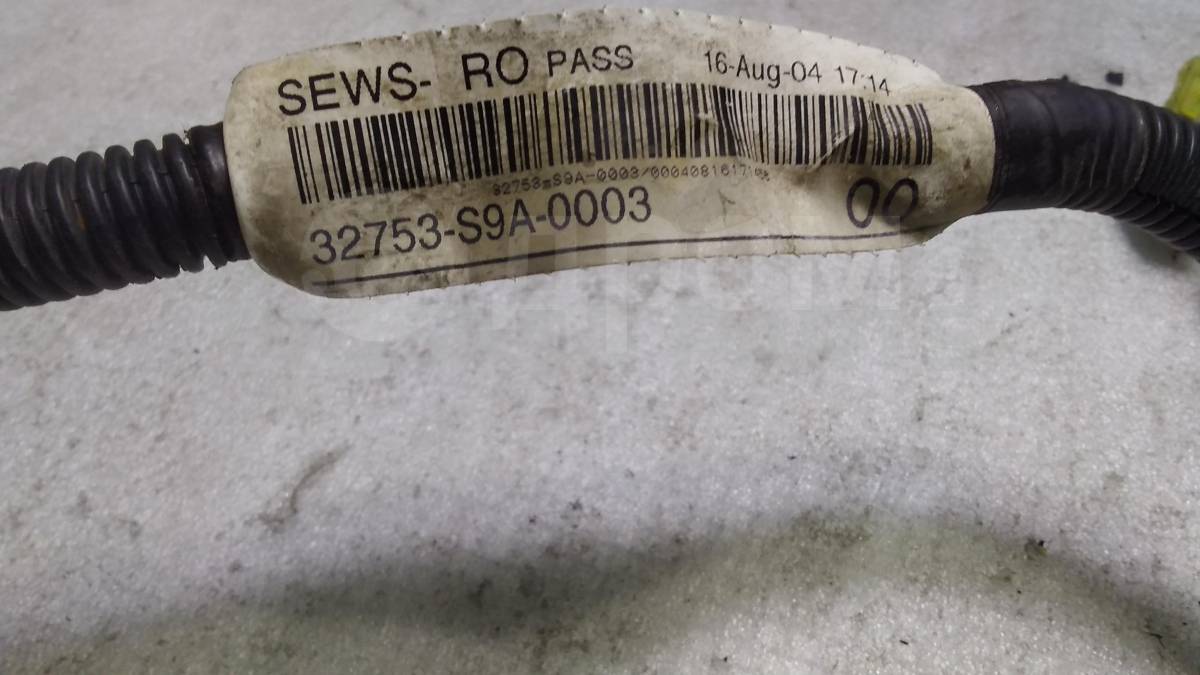 SEWS- RO PASS 16-Aug-04 17:14
32753-S9A-0003 00